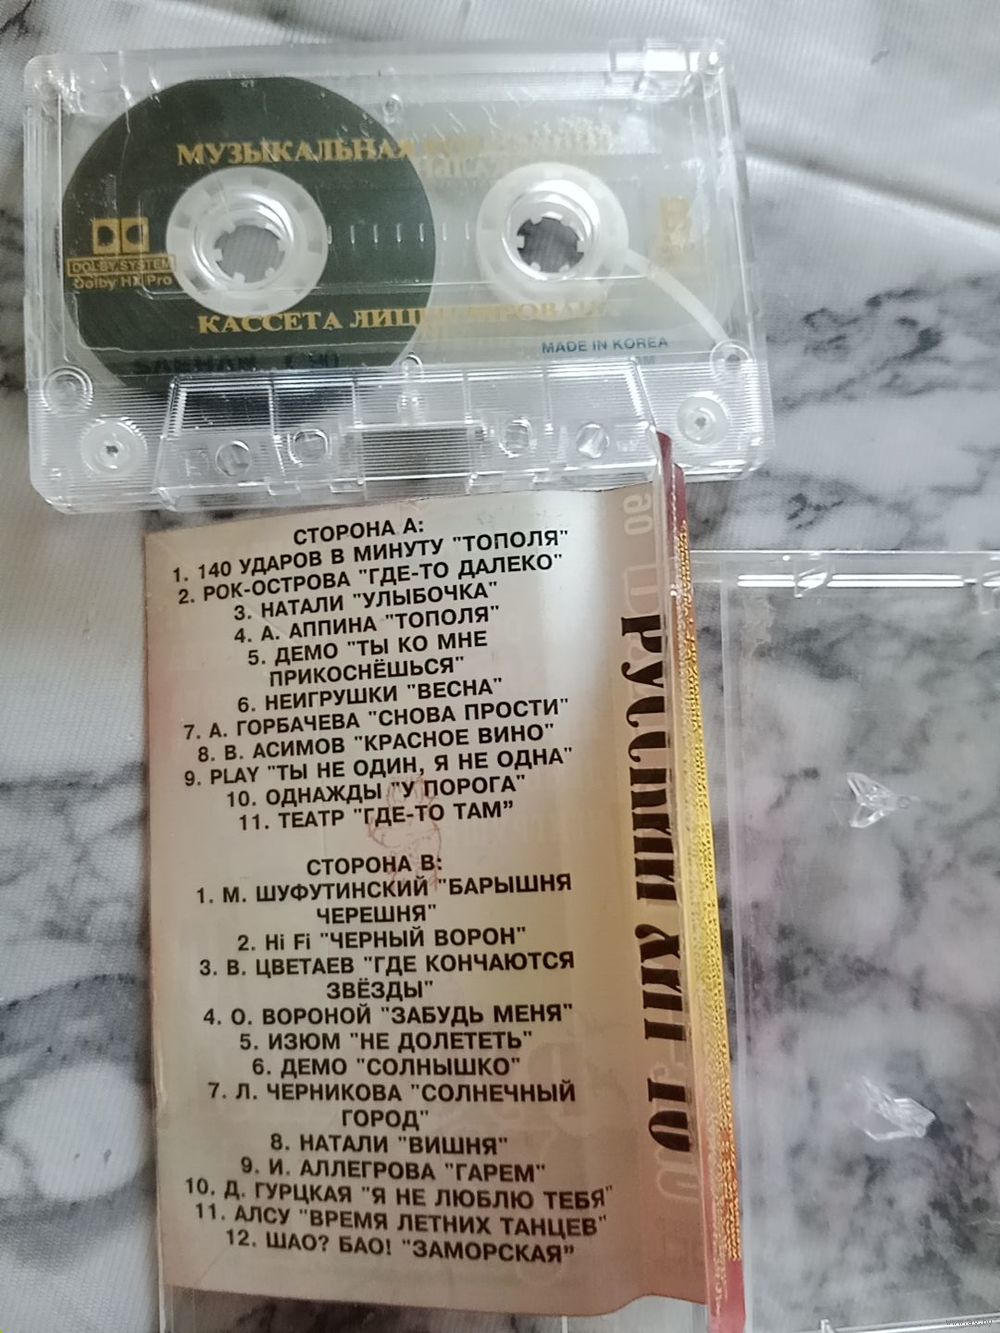 МУЗЫКАЛЬНАЯ
DOLBY SYSTEM
Dolby HX Pro
КАССЕТА ЛИЦЕНЗИРОВАНА
MADE IN KOREA
СТОРОНА А:
1. 140 УДАРОВ В МИНУТУ "ТОПОЛЯ"
2. РОК-ОСТРОВА "ГДЕ-ТО ДАЛЕКО"
3. НАТАЛИ "УЛЫБОЧКА"
4. А. АППИНА "ТОПОЛЯ"
5. ДЕМО "ТЫ КО МНЕ
ПРИКОСНЁШЬСЯ"
6. НЕИГРУШКИ "ВЕСНА"
7. А. ГОРБАЧЕВА "СНОВА ПРОСТИ"
8. В. АСИМОВ "КРАСНОЕ ВИНО"
9. PLAY "ТЫ НЕ ОДИН, Я НЕ ОДНА"
10. ОДНАЖДЫ "У ПОРОГА"
11. ТЕАТР "ГДЕ-ТО ТАМ"
СТОРОНА В:
1. М. ШУФУТИНСКИЙ "БАРЫШНЯ
ЧЕРЕШНЯ"
2. Hi Fi "ЧЕРНЫЙ ВОРОН"
3. В. ЦВЕТАЕВ "ГДЕ КОНЧАЮТСЯ
ЗВЁЗДЫ"
4. О. ВОРОНОЙ "ЗАБУДЬ МЕНЯ"
5. ИЗЮМ "НЕ ДОЛЕТЕТЬ"
6. ДЕМО "СОЛНЫШКО"
7. Л. ЧЕРНИКОВА "СОЛНЕЧНЫЙ
ГОРОД"
8. НАТАЛИ "ВИШНЯ"
9. И. АЛЛЕГРОВА "ГАРЕМ"
10. Д. ГУРЦКАЯ "Я НЕ ЛЮБЛЮ ТЕБЯ"
11. АЛСУ "ВРЕМЯ ЛЕТНИХ ТАНЦЕВ"
12. ШАО? БАО! "ЗАМОРСКАЯ"
РУССКИЙ ХИТ 10